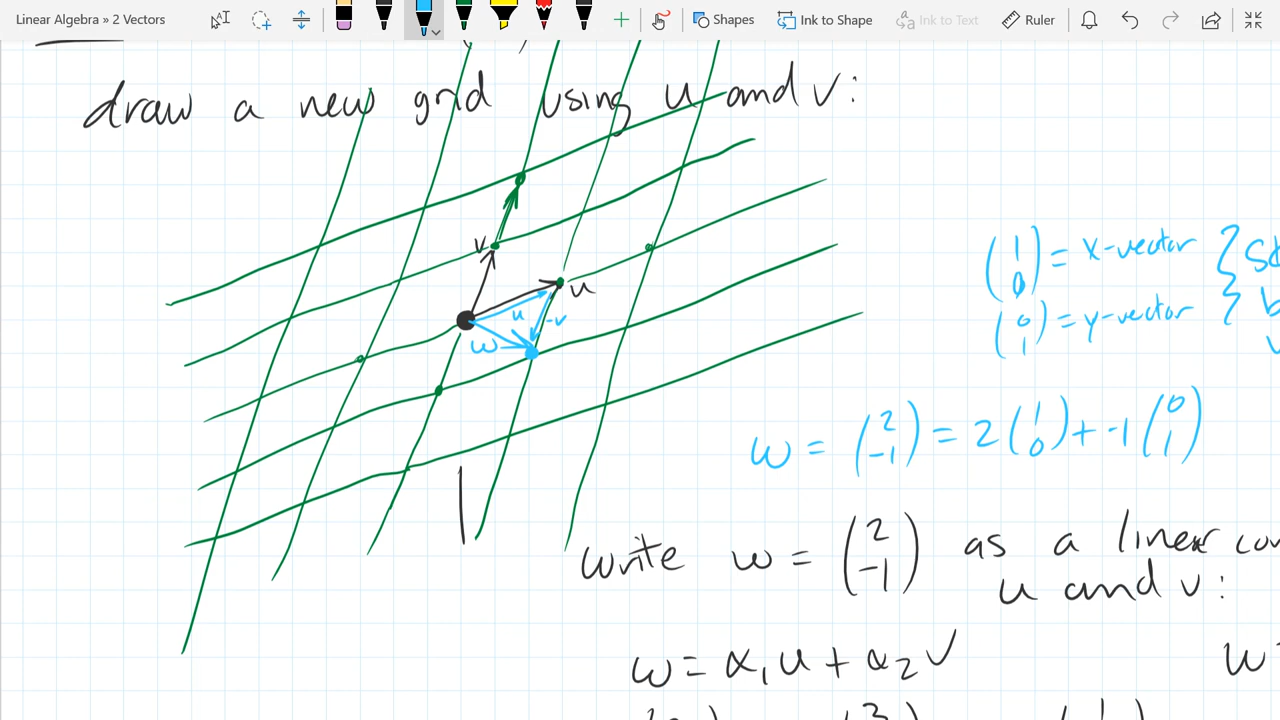 Linear Algebra » 2 Vectors
Shapes
Ink to Shape
Ink to Text
Ruler
draw a new grid using u and v:
v
u
u
-v
w
(1 0) = x-vector
(0 1) = y-vector
w = (2 -1) = 2 (1 0) + -1 (0 1)
write w = (2 -1) as a linear
u and v:
w = α₁u + α₂v
w =